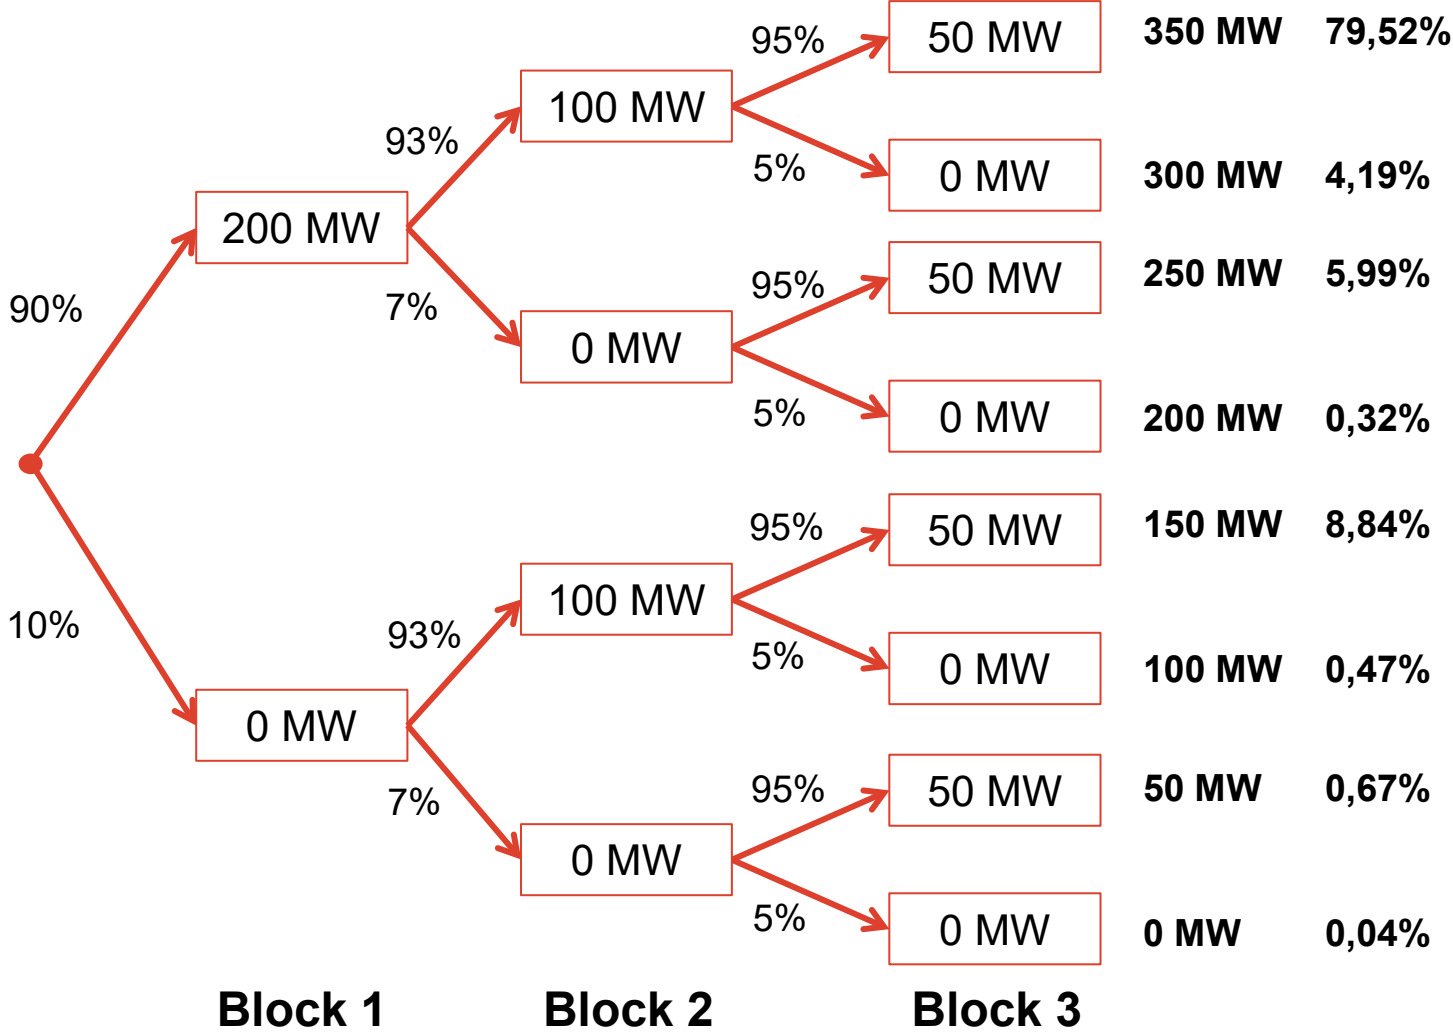 95%
50 MW
350 MW 79,52%
100 MW
93%
5%
0 MW
300 MW 4,19%
200 MW
90%
7%
95%
50 MW
250 MW 5,99%
0 MW
5%
0 MW
200 MW 0,32%
95%
50 MW
150 MW 8,84%
100 MW
10%
93%
5%
0 MW
100 MW 0,47%
0 MW
7%
95%
50 MW
50 MW 0,67%
0 MW
5%
0 MW
0 MW 0,04%
Block 1 Block 2 Block 3